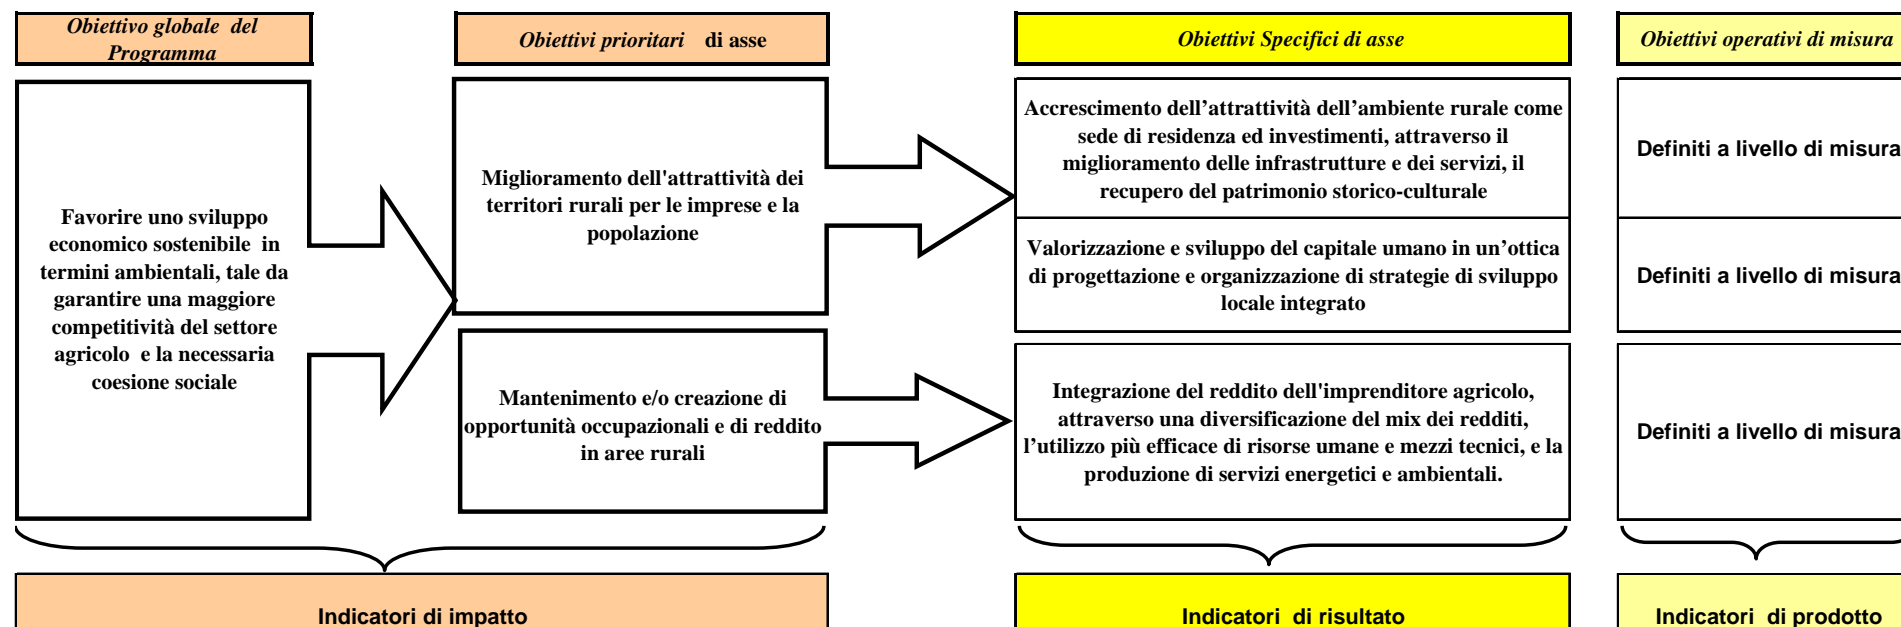 Obiettivo globale del
Programma
Obiettivi prioritari di asse
Obiettivi Specifici di asse
Obiettivi operativi di misura
Favorire uno sviluppo
economico sostenibile in
termini ambientali, tale da
garantire una maggiore
competitività del settore
agricolo e la necessaria
coesione sociale
Miglioramento dell'attrattività dei
territori rurali per le imprese e la
popolazione
Mantenimento e/o creazione di
opportunità occupazionali e di reddito
in aree rurali
Accrescimento dell’attrattività dell’ambiente rurale come
sede di residenza ed investimenti, attraverso il
miglioramento delle infrastrutture e dei servizi, il
recupero del patrimonio storico-culturale
Valorizzazione e sviluppo del capitale umano in un’ottica
di progettazione e organizzazione di strategie di sviluppo
locale integrato
Integrazione del reddito dell'imprenditore agricolo,
attraverso una diversificazione del mix dei redditi,
l’utilizzo più efficace di risorse umane e mezzi tecnici, e la
produzione di servizi energetici e ambientali.
Definiti a livello di misura
Definiti a livello di misura
Definiti a livello di misura
Indicatori di impatto
Indicatori di risultato
Indicatori di prodotto